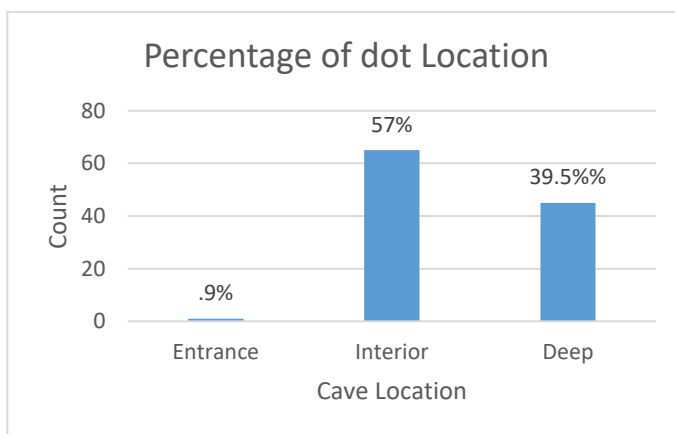 Percentage of dot Location
80
60
40
20
0
Count
.9%
57%
39.5%%
Entrance
Interior
Deep
Cave Location